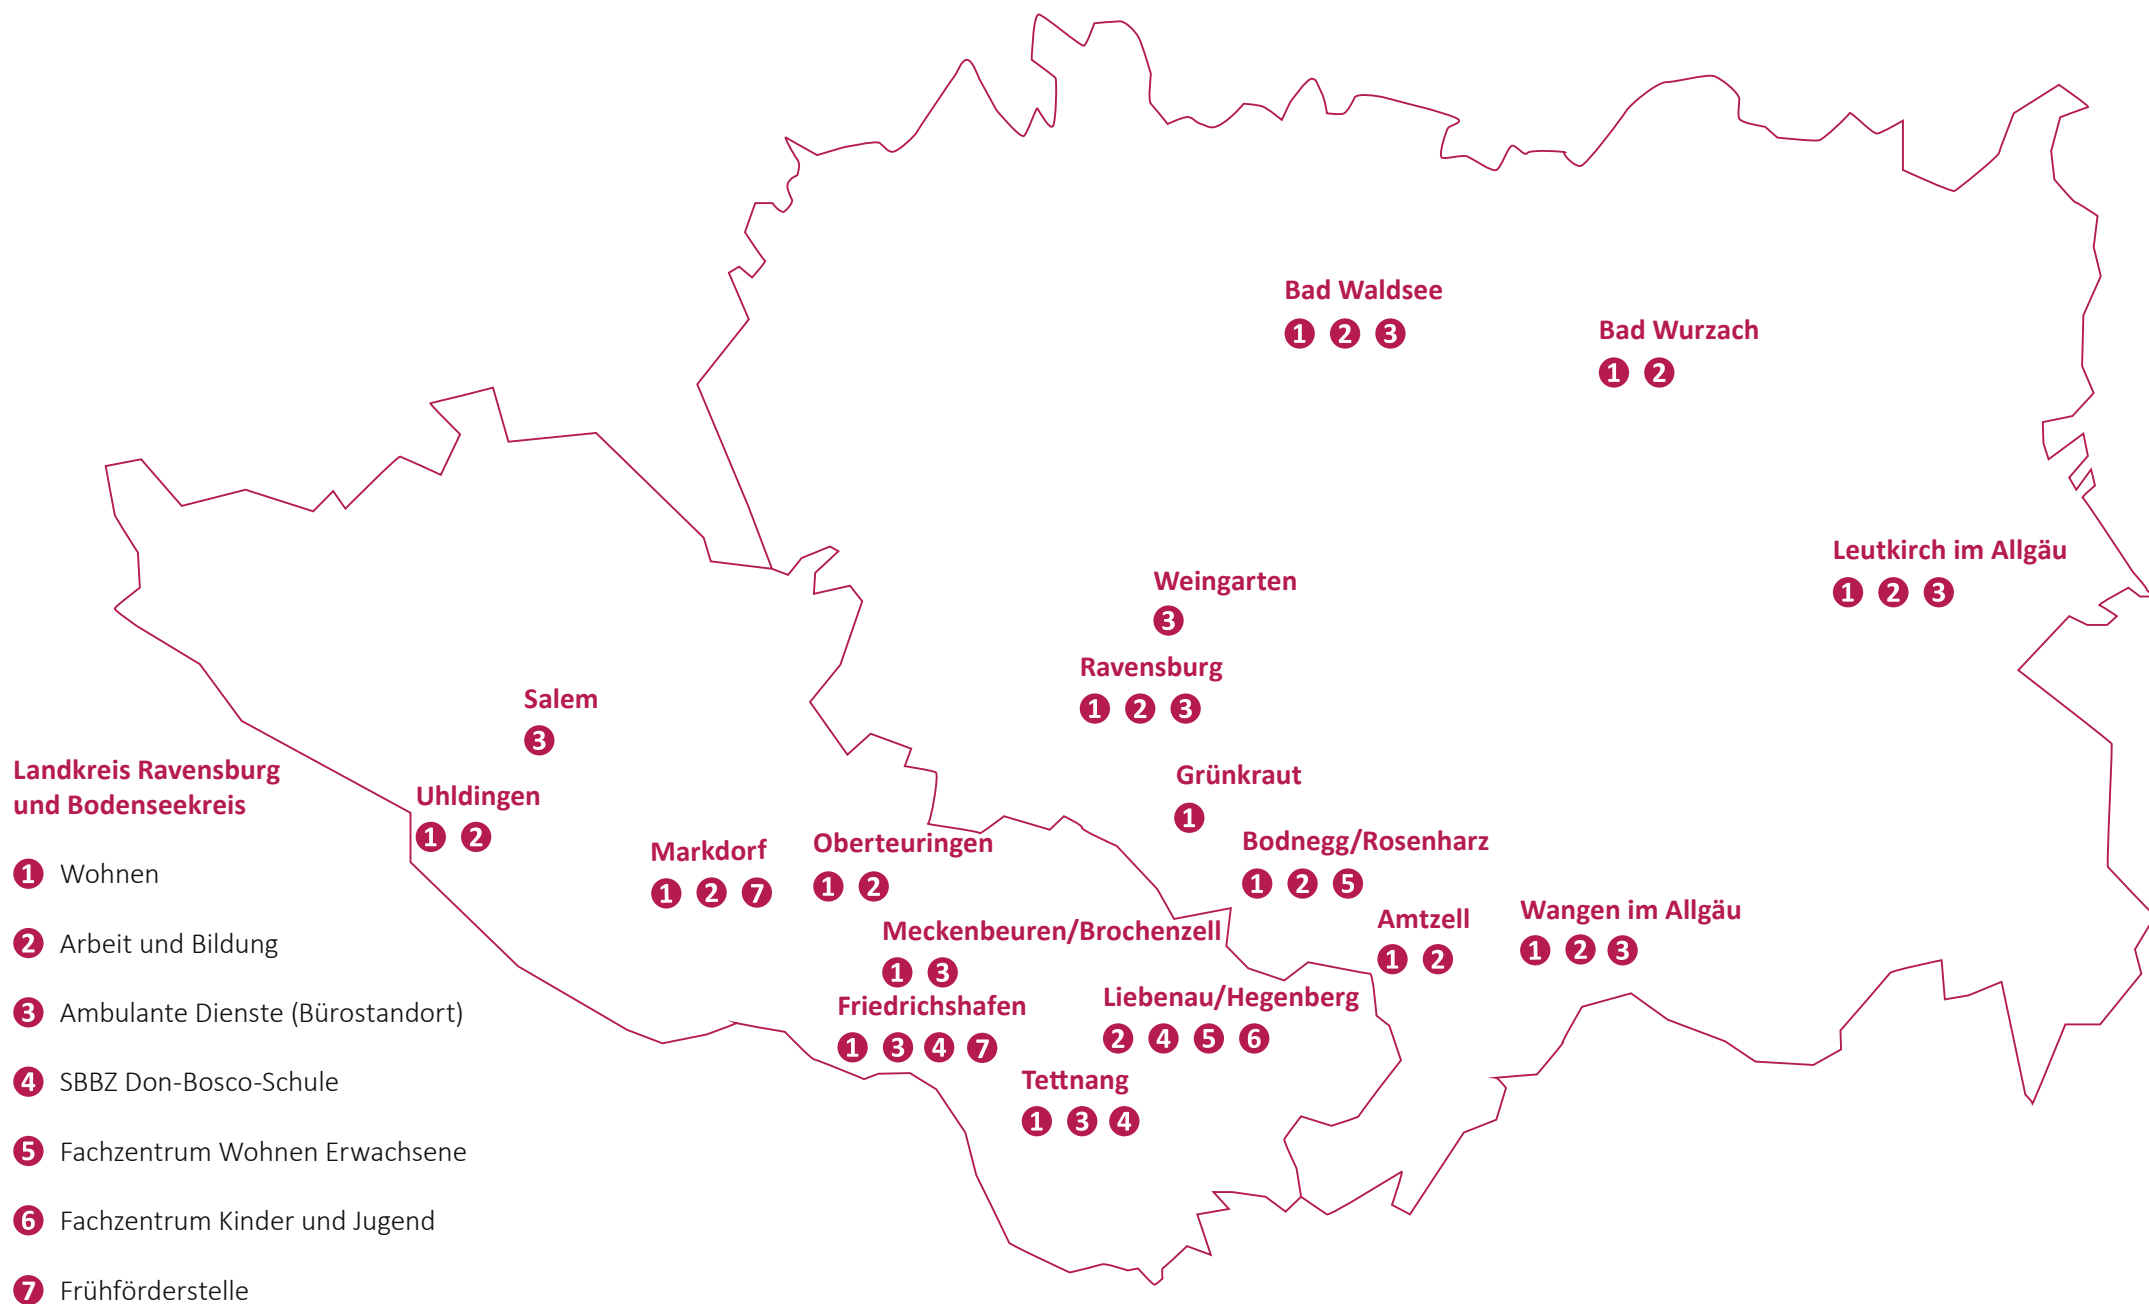 Bad Waldsee
1 2 3
Bad Wurzach
1 2
Leutkirch im Allgäu
1 2 3
Weingarten
3
Ravensburg
1 2 3
Salem
3
Grünkraut
1
Uhldingen
1 2
Markdorf
1 2 7
Oberteuringen
1 2
Bodnegg/Rosenharz
1 2 5
Meckenbeuren/Brochenzell
1 3
Amtzell
1 2
Wangen im Allgäu
1 2 3
Friedrichshafen
1 3 4 7
Liebenau/Hegenberg
2 4 5 6
Tettnang
1 3 4
Landkreis Ravensburg
und Bodenseekreis
1 Wohnen
2 Arbeit und Bildung
3 Ambulante Dienste (Bürostandort)
4 SBBZ Don-Bosco-Schule
5 Fachzentrum Wohnen Erwachsene
6 Fachzentrum Kinder und Jugend
7 Frühförderstelle